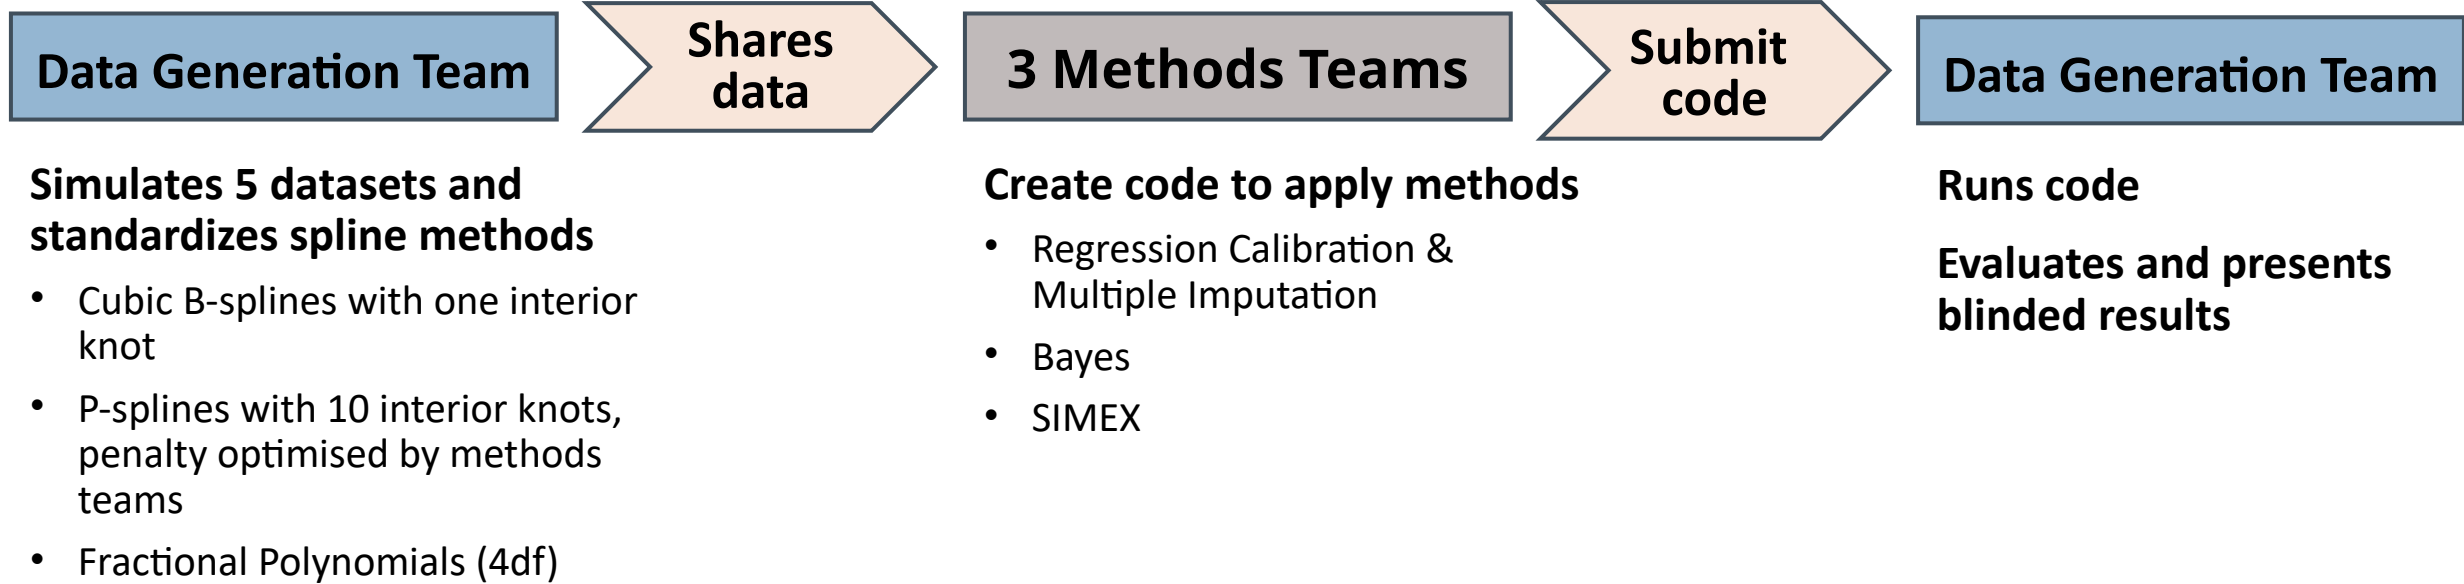 Data Generation Team
Shares
data
3 Methods Teams
Submit
code
Data Generation Team
Simulates 5 datasets and
standardizes spline methods
• Cubic B-splines with one interior
knot
• P-splines with 10 interior knots,
penalty optimised by methods
teams
• Fractional Polynomials (4df)
Create code to apply methods
• Regression Calibration &
Multiple Imputation
• Bayes
• SIMEX
Runs code
Evaluates and presents
blinded results